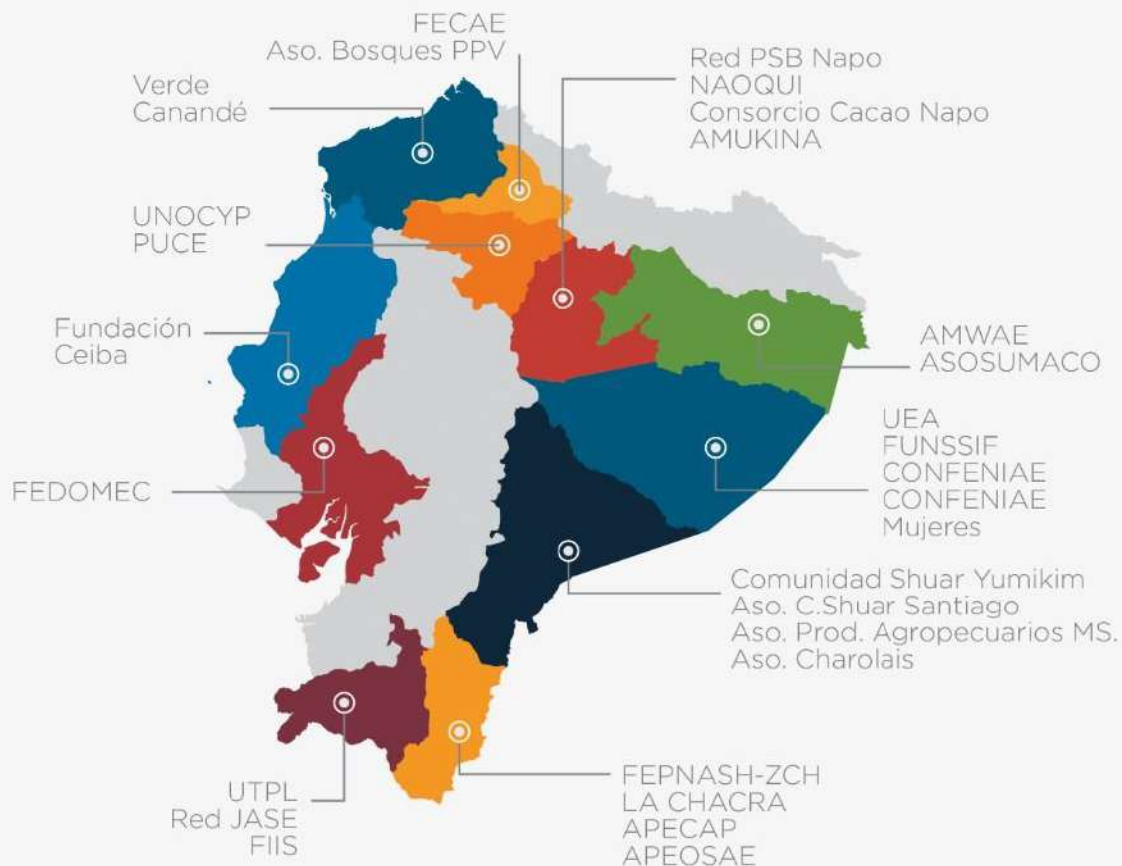 FECAE
Aso. Bosques PPV
Verde
Canandé
Red PSB Napo
NAOQUI
Consorcio Cacao Napo
AMUKINA
UNOCYP
PUCE
Fundación
Ceiba
AMWAE
ASOSUMACO
UEA
FUNSSIF
CONFENIAE
CONFENIAE
Mujeres
FEDOMEC
Comunidad Shuar Yumikim
Aso. C.Shuar Santiago
Aso. Prod. Agropecuarios MS.
Aso. Charolais
UTPL
Red JASE
FIIS
FEPNASH-ZCH
LA CHACRA
APECAP
APEOSAE